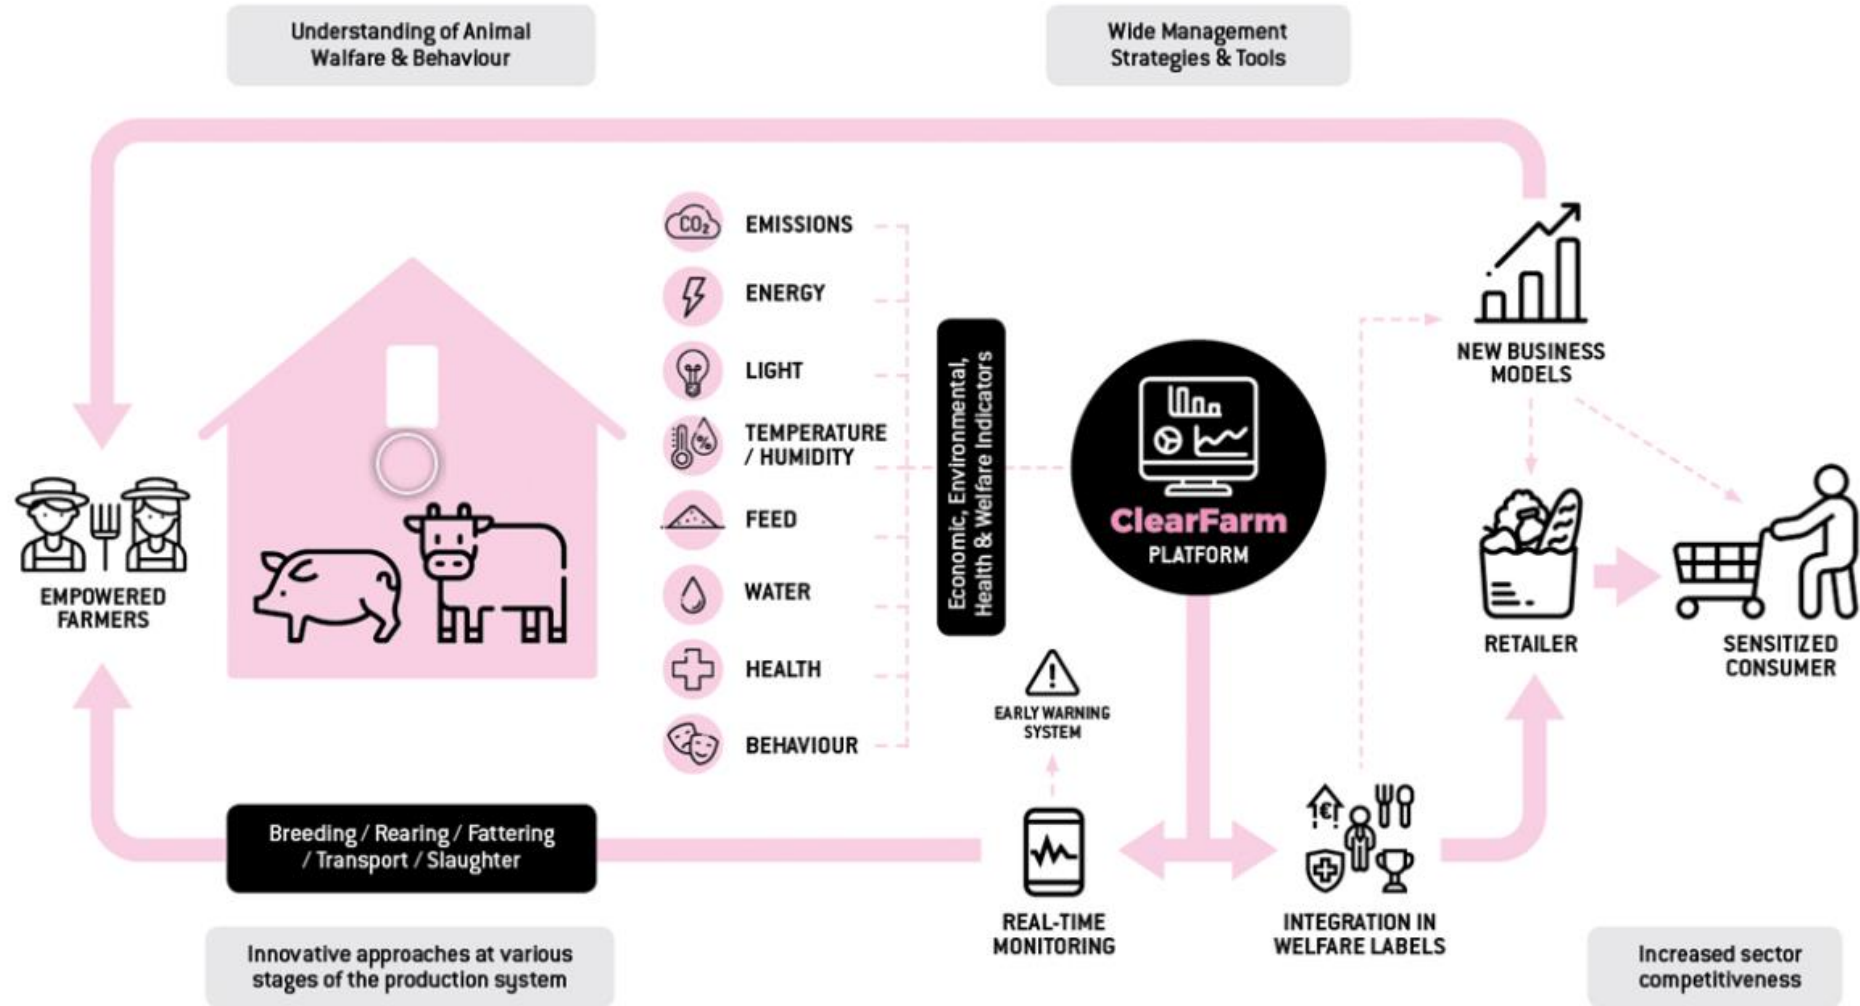 Understanding of Animal
Walfare & Behaviour
Wide Management
Strategies & Tools
CO₂
EMISSIONS
ENERGY
LIGHT
%
TEMPERATURE
/ HUMIDITY
FEED
WATER
HEALTH
BEHAVIOUR
EMPOWERED
FARMERS
Economic, Environmental,
Health & Welfare Indicators
ClearFarm
PLATFORM
NEW BUSINESS
MODELS
RETAILER
SENSITIZED
CONSUMER
EARLY WARNING
SYSTEM
REAL-TIME
MONITORING
€
INTEGRATION IN
WELFARE LABELS
Breeding / Rearing / Fattering
/ Transport / Slaughter
Innovative approaches at various
stages of the production system
Increased sector
competitiveness